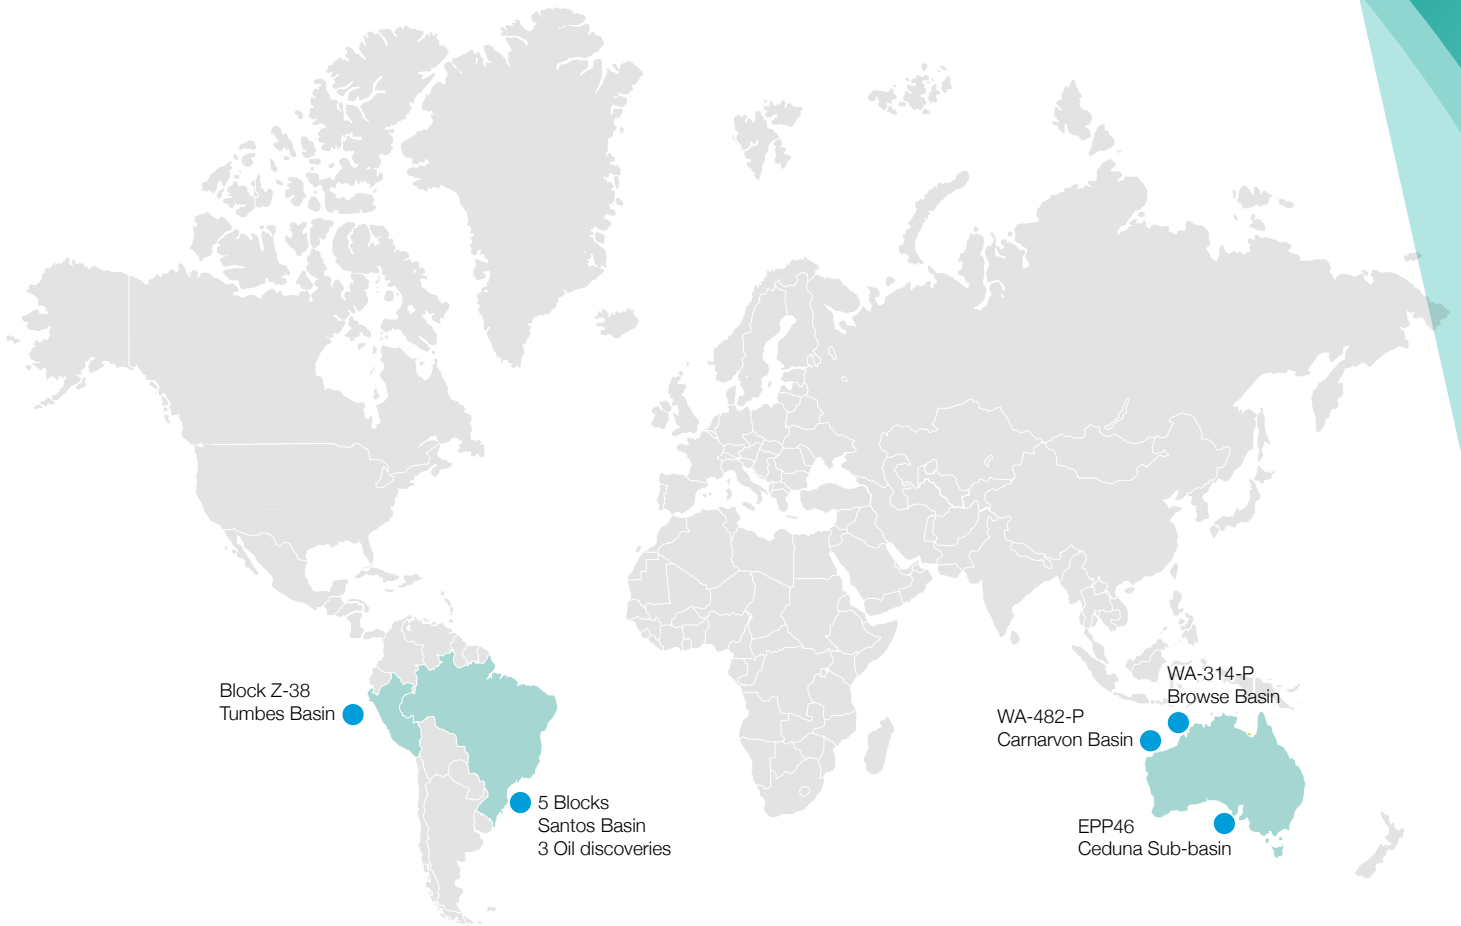 Block Z-38
Tumbes Basin
5 Blocks
Santos Basin
3 Oil discoveries
WA-314-P
Browse Basin
WA-482-P
Carnarvon Basin
EPP46
Ceduna Sub-basin